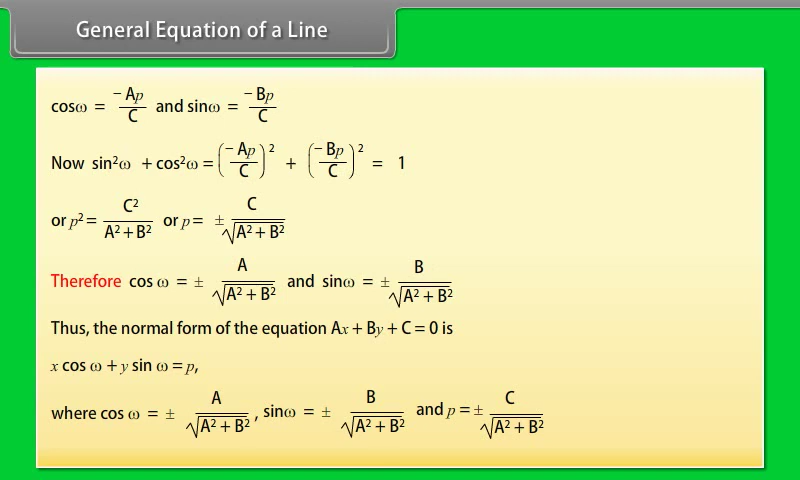 General Equation of a Line
cosω = −Ap/C and sinω = −Bp/C
Now sin²ω + cos²ω = (−Ap/C)² + (−Bp/C)² = 1
or p² = C²/A² + B² or p = ± C/√A² + B²
Therefore cos ω = ± A/√A² + B² and sinω = ± B/√A² + B²
Thus, the normal form of the equation Ax + By + C = 0 is
x cos ω + y sin ω = p,
where cos ω = ± A/√A² + B² , sinω = ± B/√A² + B² and p = ± C/√A² + B²